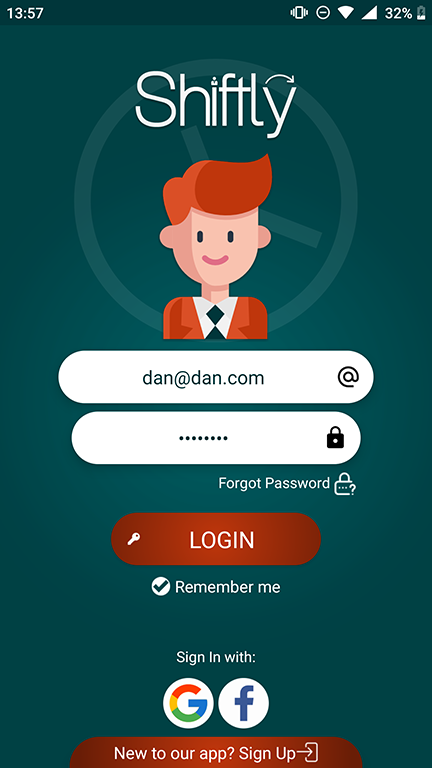 13:57
32%
Shiftly
dan@dan.com
••••••••
Forgot Password
LOGIN
Remember me
Sign In with:
New to our app? Sign Up